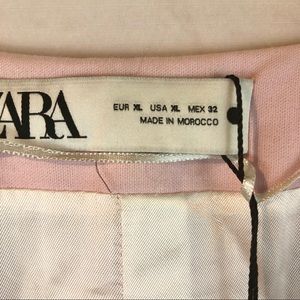 ZARA
EUR XL USA XL MEX 32
MADE IN MOROCCO